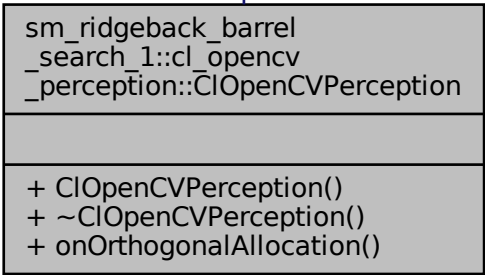 sm_ridgeback_barrel
_search_1::cl_opencv
_perception::ClOpenCVPerception
+ ClOpenCVPerception()
+ ~ClOpenCVPerception()
+ onOrthogonalAllocation()